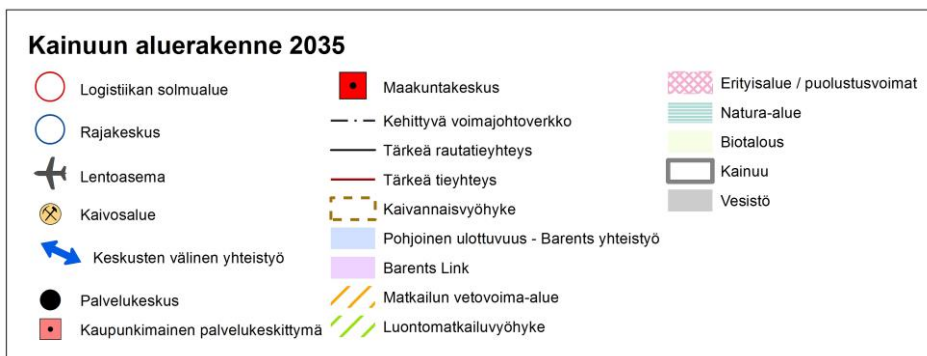 Kainuun aluerakenne 2035
Logistiikan solmualue
Rajakeskus
Lentoasema
Kaivosalue
Keskusten välinen yhteistyö
Palvelukeskus
Kaupunkimainen palvelukeskittymä
Maakuntakeskus
Kehittyvä voimajohtoverkko
Tärkeä rautatieyhteys
Tärkeä tieyhteys
Kaivannaisvyöhyke
Pohjoinen ulottuvuus - Barents yhteistyö
Barents Link
Matkailun vetovoima-alue
Luontomatkailuvyöhyke
Erityisalue / puolustusvoimat
Natura-alue
Biotalous
Kainuu
Vesistö